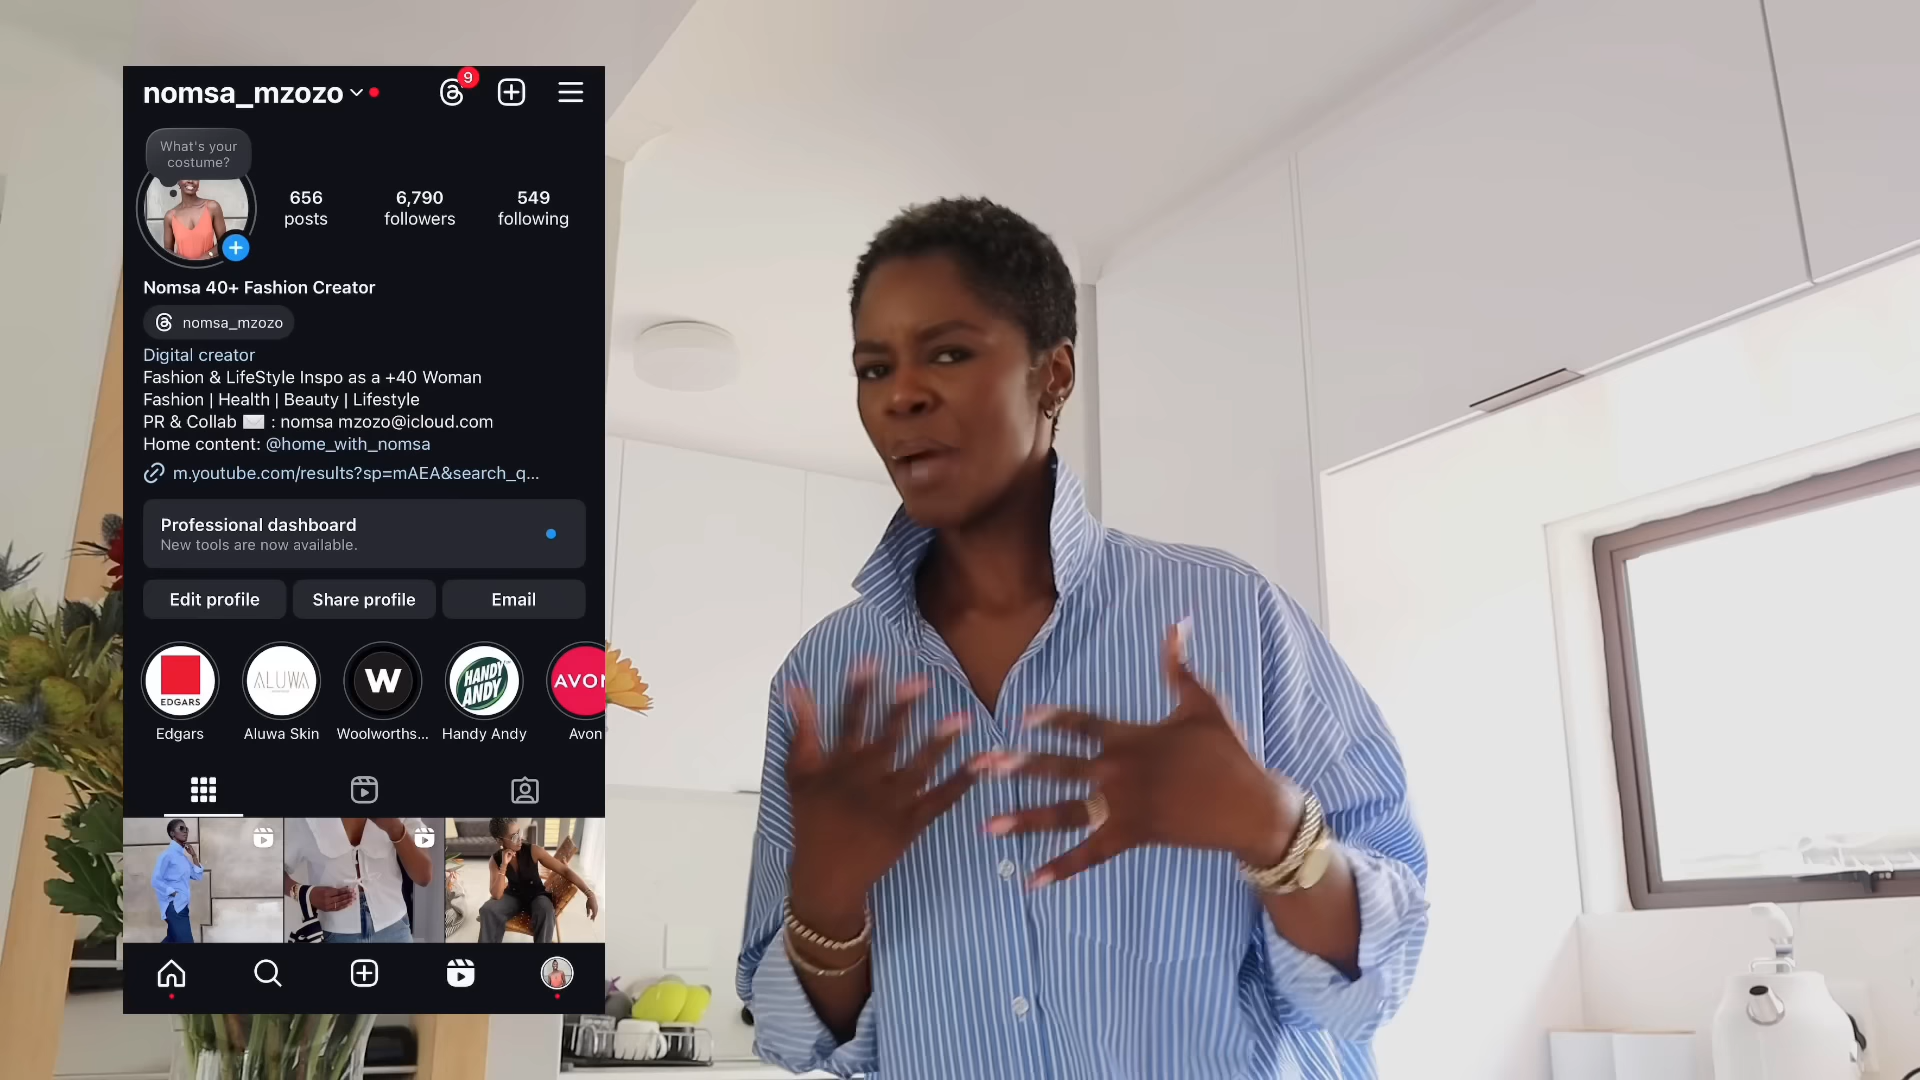 nomsa_mzozo
9
What's your
costume?
656
posts
6,790
followers
549
following
Nomsa 40+ Fashion Creator
nomsa_mzozo
Digital creator
Fashion & LifeStyle Inspo as a +40 Woman
Fashion | Health | Beauty | Lifestyle
PR & Collab ✉️ : nomsa mzozo@icloud.com
Home content: @home_with_nomsa
m.youtube.com/results?sp=mAEA&search_q...
Professional dashboard
New tools are now available.
Edit profile
Share profile
Email
EDGARS
ALUWA
W
HANDY
ANDY
AVON
Edgars
Aluwa Skin
Woolworths...
Handy Andy
Avon